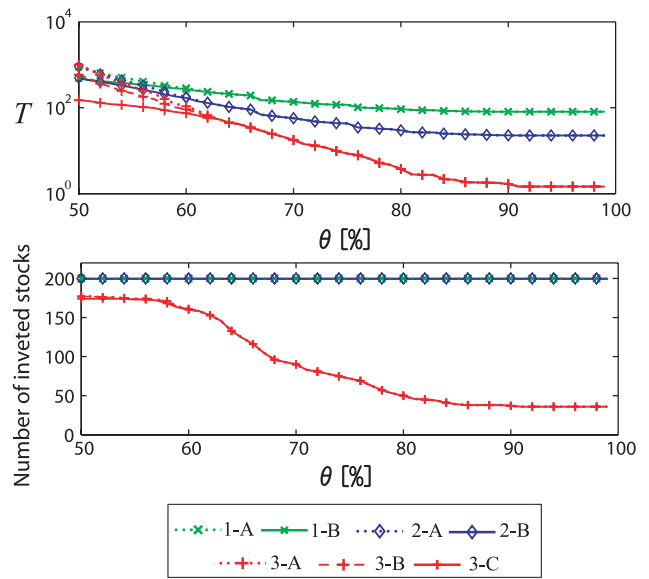 10^4
10^2
10^0
T
50 60 70 80 90 100
θ [%]
200
150
100
50
0
Number of inveted stocks
50 60 70 80 90 100
θ [%]
1-A 1-B 2-A 2-B
3-A 3-B 3-C